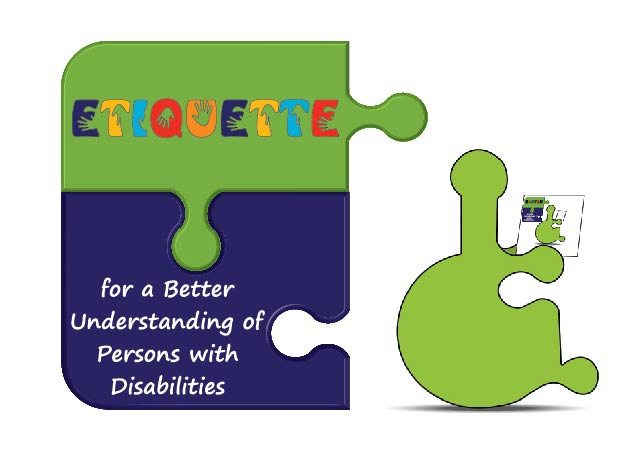 ETIQUETTE
for a Better
Understanding of
Persons with
Disabilities